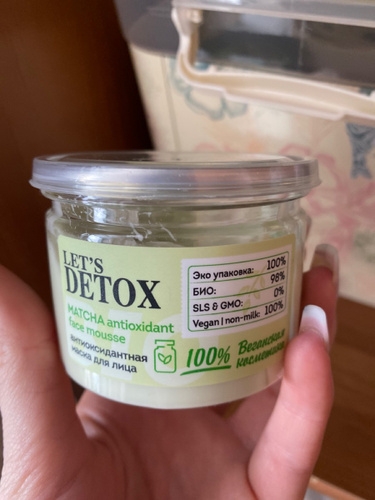 LET'S
DETOX
MATCHA antioxidant
face mousse
антиоксидантная
маска для лица
Эко упаковка: 100%
БИО: 98%
SLS & GMO: 0%
Vegan | non-milk: 100%
100% Веганская
косметика